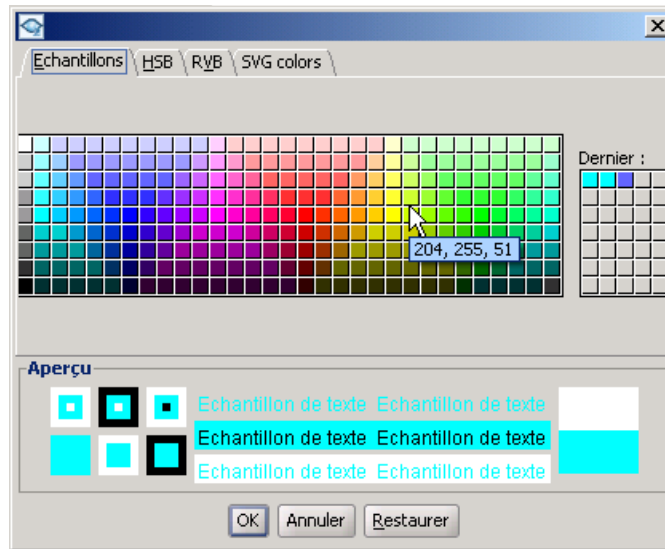 Echantillons HSB RVB SVG colors
Dernier :
204, 255, 51
Aperçu
Echantillon de texte Echantillon de texte
Echantillon de texte Echantillon de texte
Echantillon de texte Echantillon de texte
OK Annuler Restaurer